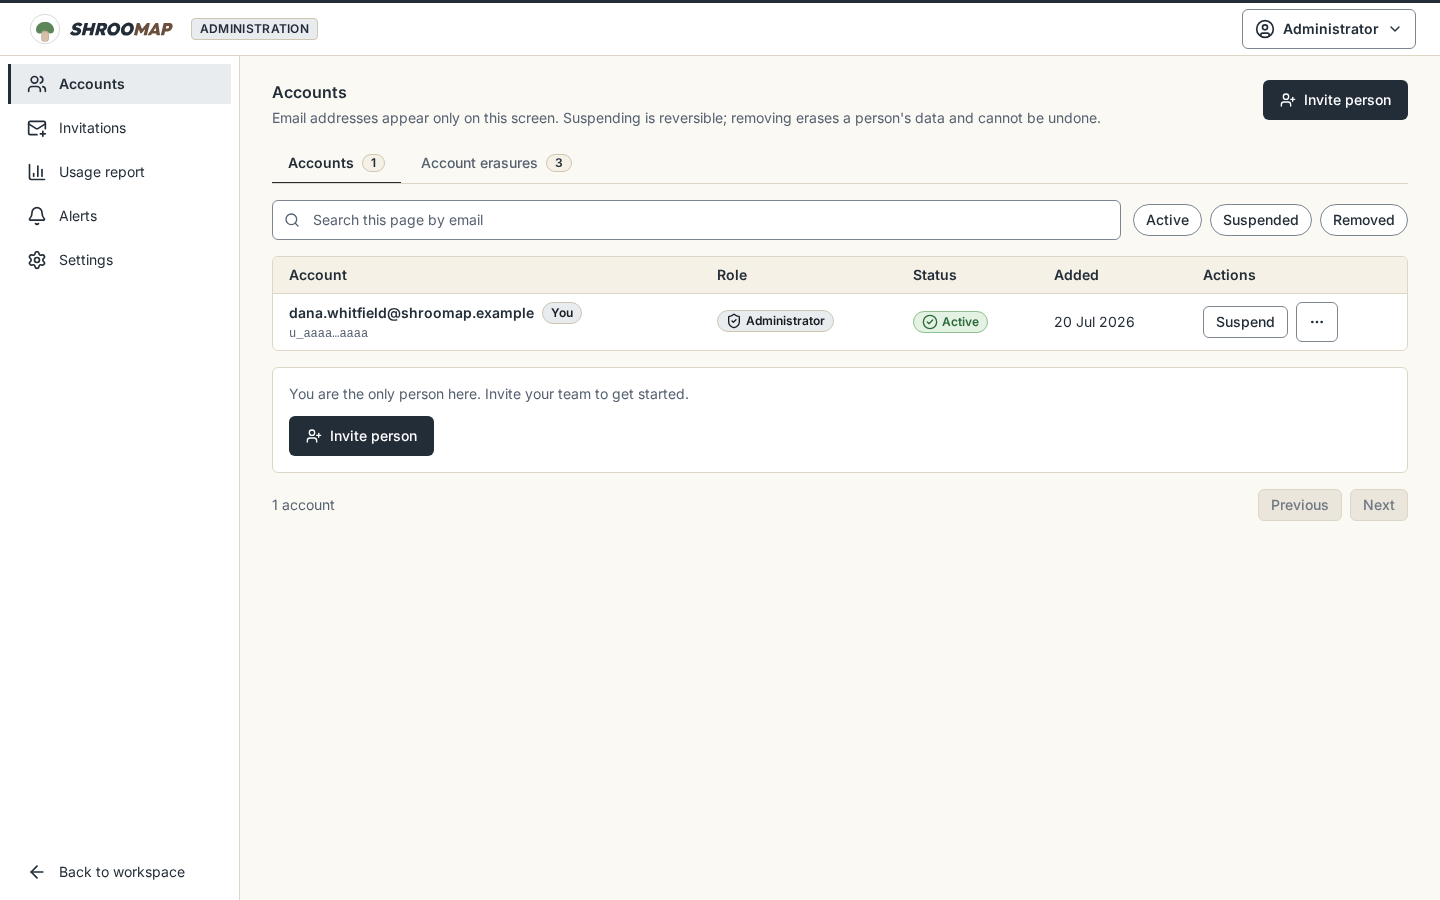 SHROOMAP
ADMINISTRATION
Administrator
Accounts
Invitations
Usage report
Alerts
Settings
Back to workspace
Accounts
Email addresses appear only on this screen. Suspending is reversible; removing erases a person's data and cannot be undone.
Invite person
Accounts 1
Account erasures 3
Search this page by email
Active
Suspended
Removed
Account Role Status Added Actions
dana.whitfield@shroomap.example You Administrator Active 20 Jul 2026 Suspend ...
u_aaaa…aaaa
You are the only person here. Invite your team to get started.
Invite person
1 account
Previous
Next